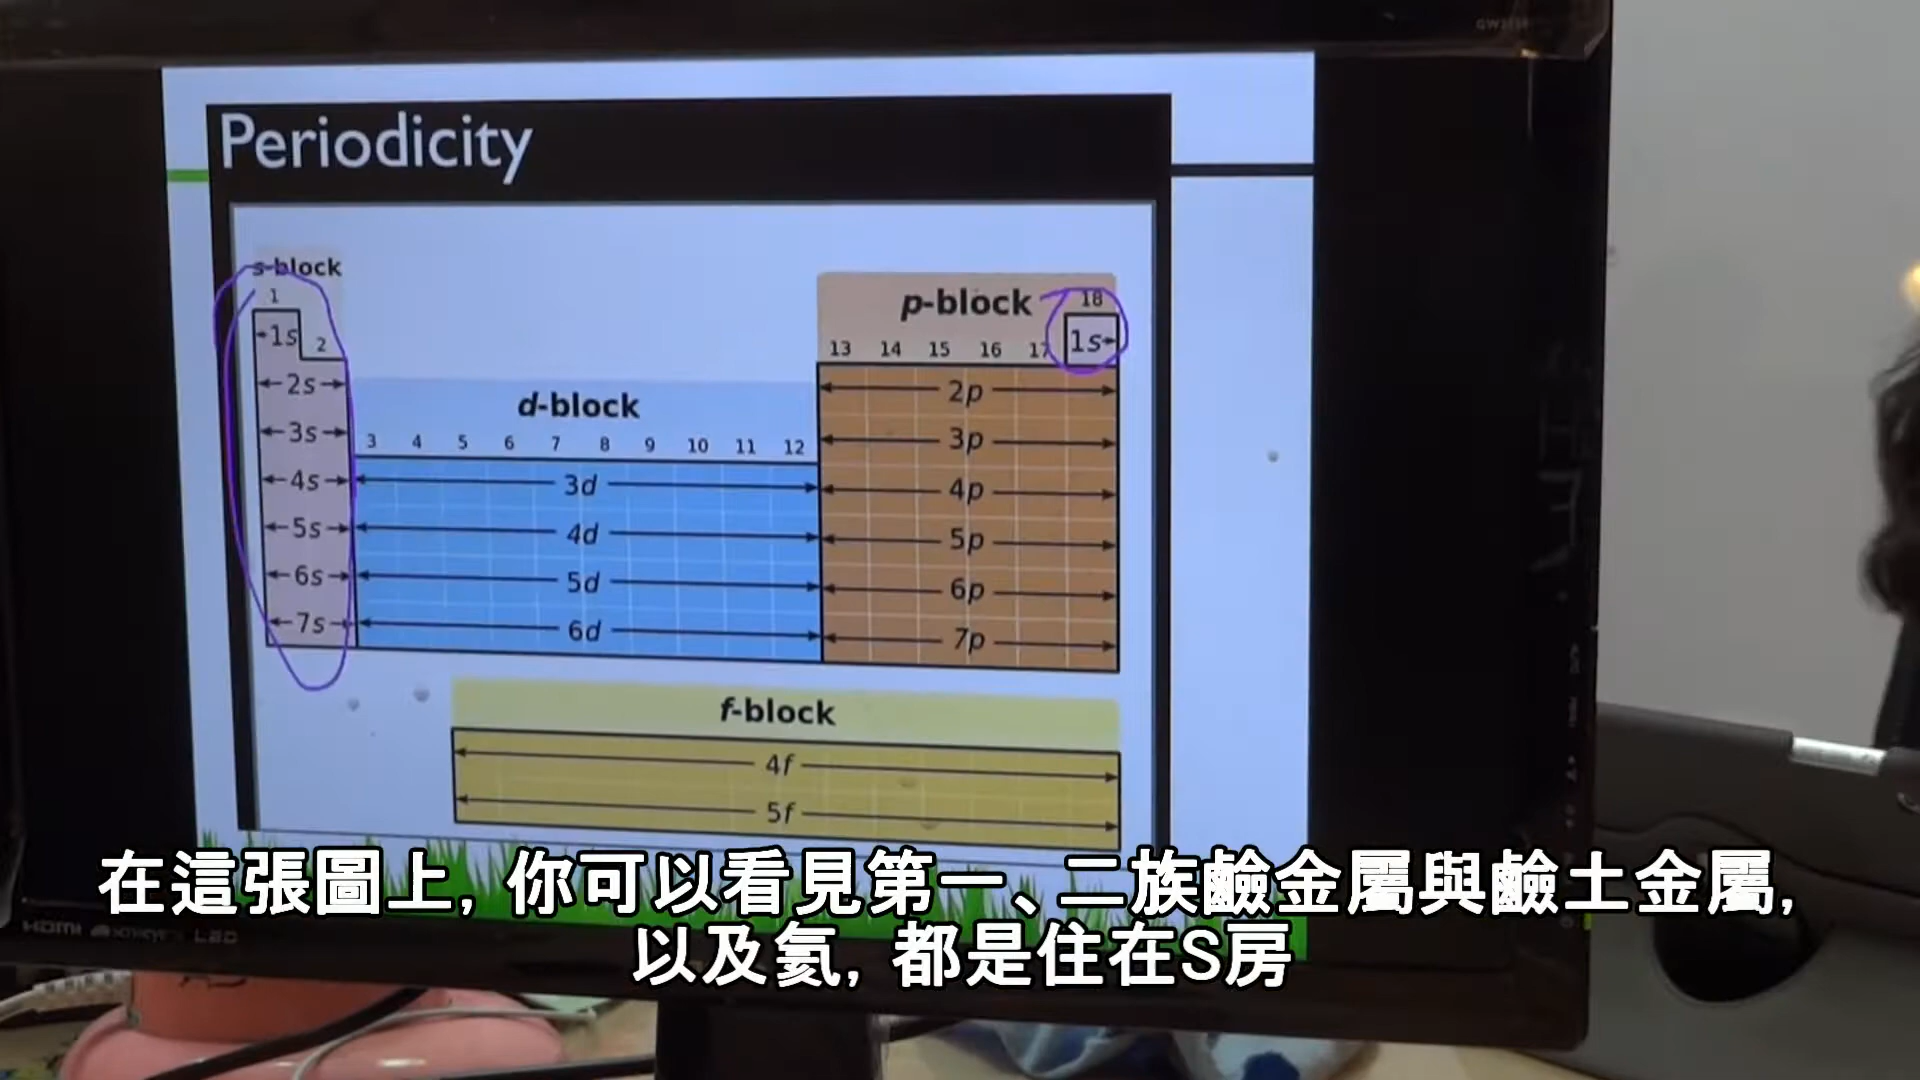 Periodicity
s-block
1
18
p-block
1s
2
13 14 15 16 17
1s
2s
2p
d-block
3s
3 4 5 6 7 8 9 10 11 12
3p
4s
3d
4p
5s
4d
5p
6s
5d
6p
7s
6d
7p
f-block
4f
5f
在這張圖上, 你可以看見第一、二族鹼金屬與鹼土金屬,
以及氦, 都是住在S房
HDMI